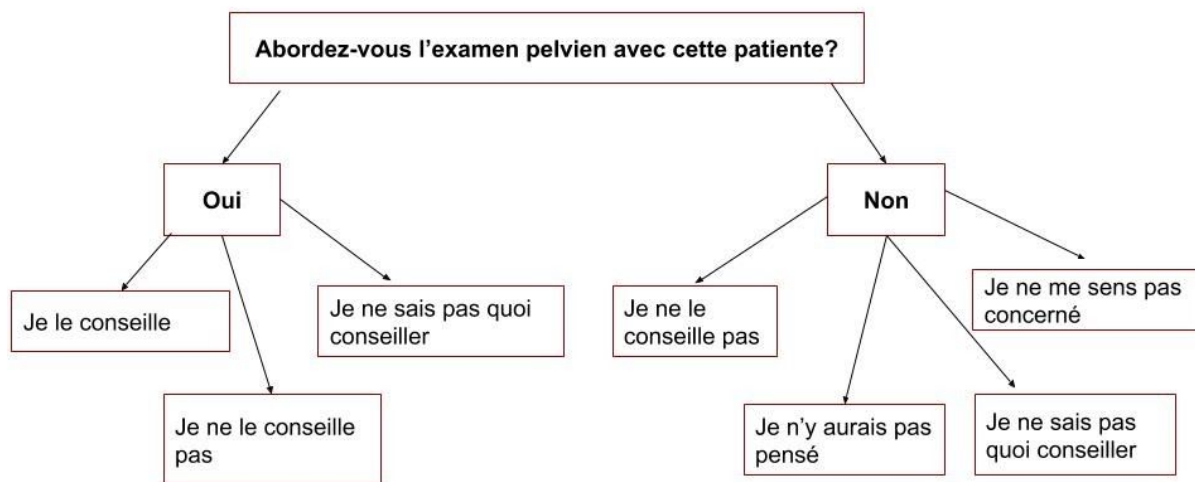 Abordez-vous l'examen pelvien avec cette patiente?
Oui
Non
Je le conseille
Je ne sais pas quoi
conseiller
Je ne le conseille
pas
Je ne le
conseille pas
Je ne me sens pas
concerné
Je n'y aurais pas
pensé
Je ne sais pas
quoi conseiller